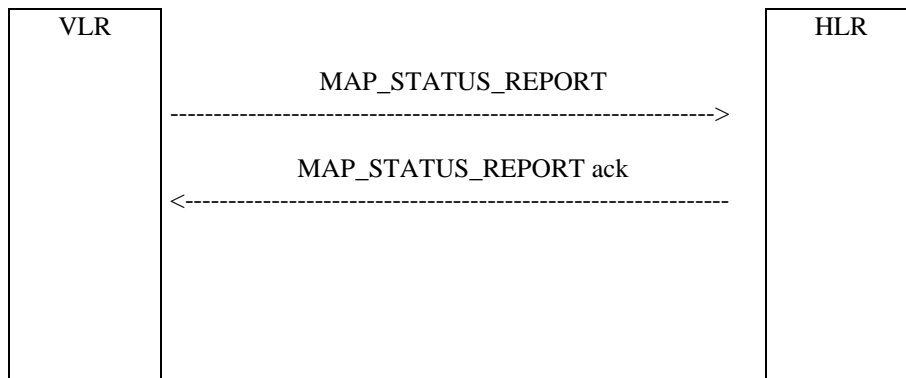 VLR HLR
MAP_STATUS_REPORT
MAP_STATUS_REPORT ack